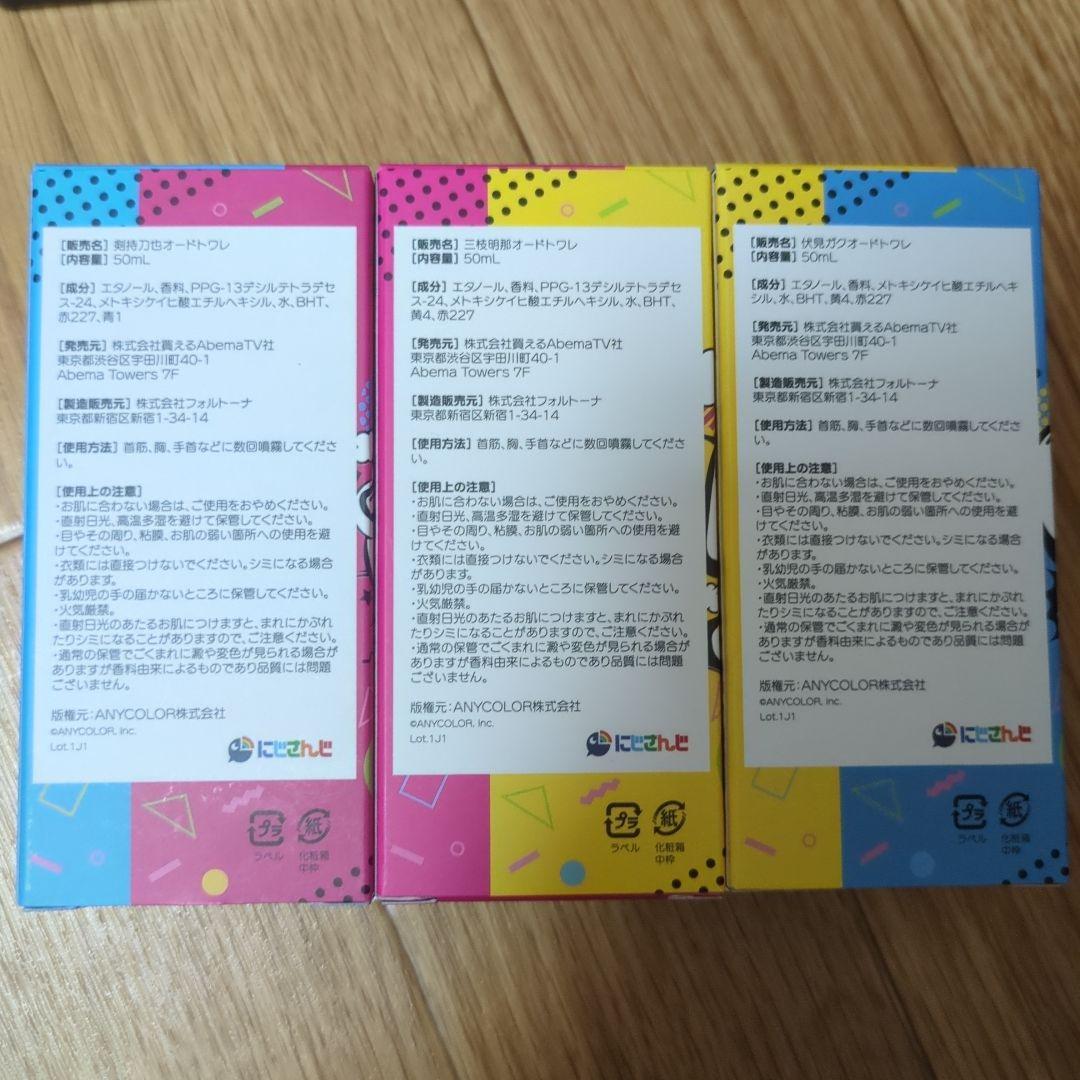 [販売名] 剣持刀也オードトワレ
[内容量] 50mL
[成分] エタノール、香料、PPG-13デシルテトラデセ
ス-24、メトキシケイヒ酸エチルヘキシル、水、BHT、
赤227、青1
[発売元] 株式会社買えるAbemaTV社
東京都渋谷区宇田川町40-1
Abema Towers 7F
[製造販売元] 株式会社フォルトーナ
東京都新宿区新宿1-34-14
[使用方法] 首筋、胸、手首などに数回噴霧してくださ
い。
[使用上の注意]
・お肌に合わない場合は、ご使用をおやめください。
・直射日光、高温多湿を避けて保管してください。
・目やその周り、粘膜、お肌の弱い箇所への使用を避
けてください。
・衣類には直接つけないでください。シミになる場合
があります。
・乳幼児の手の届かないところに保管してください。
・火気厳禁。
・直射日光のあたるお肌につけますと、まれにかぶれ
たりシミになることがありますので、ご注意ください。
・通常の保管でごくまれに澱や変色が見られる場合が
ありますが香料由来によるものであり品質には問題
ございません。
版権元:ANYCOLOR株式会社
©ANYCOLOR, Inc.
Lot.1J1
にじさんじ
プラ
ラベル
紙
化粧箱
中枠
[販売名] 三枝明那オードトワレ
[内容量] 50mL
[成分] エタノール、香料、PPG-13デシルテトラデセ
ス-24、メトキシケイヒ酸エチルヘキシル、水、BHT、
黄4、赤227
[発売元] 株式会社買えるAbemaTV社
東京都渋谷区宇田川町40-1
Abema Towers 7F
[製造販売元] 株式会社フォルトーナ
東京都新宿区新宿1-34-14
[使用方法] 首筋、胸、手首などに数回噴霧してくださ
い。
[使用上の注意]
・お肌に合わない場合は、ご使用をおやめください。
・直射日光、高温多湿を避けて保管してください。
・目やその周り、粘膜、お肌の弱い箇所への使用を避
けてください。
・衣類には直接つけないでください。シミになる場合
があります。
・乳幼児の手の届かないところに保管してください。
・火気厳禁。
・直射日光のあたるお肌につけますと、まれにかぶれ
たりシミになることがありますので、ご注意ください。
・通常の保管でごくまれに澱や変色が見られる場合が
ありますが香料由来によるものであり品質には問題
ございません。
版権元:ANYCOLOR株式会社
©ANYCOLOR, Inc.
Lot.1J1
にじさんじ
プラ
ラベル
紙
化粧箱
中枠
[販売名] 伏見ガクオードトワレ
[内容量] 50mL
[成分] エタノール、香料、メトキシケイヒ酸エチルヘキ
シル、水、BHT、黄4、赤227
[発売元] 株式会社買えるAbemaTV社
東京都渋谷区宇田川町40-1
Abema Towers 7F
[製造販売元] 株式会社フォルトーナ
東京都新宿区新宿1-34-14
[使用方法] 首筋、胸、手首などに数回噴霧してくださ
い。
[使用上の注意]
・お肌に合わない場合は、ご使用をおやめください。
・直射日光、高温多湿を避けて保管してください。
・目やその周り、粘膜、お肌の弱い箇所への使用を避
けてください。
・衣類には直接つけないでください。シミになる場合
があります。
・乳幼児の手の届かないところに保管してください。
・火気厳禁。
・直射日光のあたるお肌につけますと、まれにかぶれ
たりシミになることがありますので、ご注意ください。
・通常の保管でごくまれに澱や変色が見られる場合が
ありますが香料由来によるものであり品質には問題
ございません。
版権元:ANYCOLOR株式会社
©ANYCOLOR, Inc.
Lot.1J1
にじさんじ
プラ
ラベル
紙
化粧箱
中枠